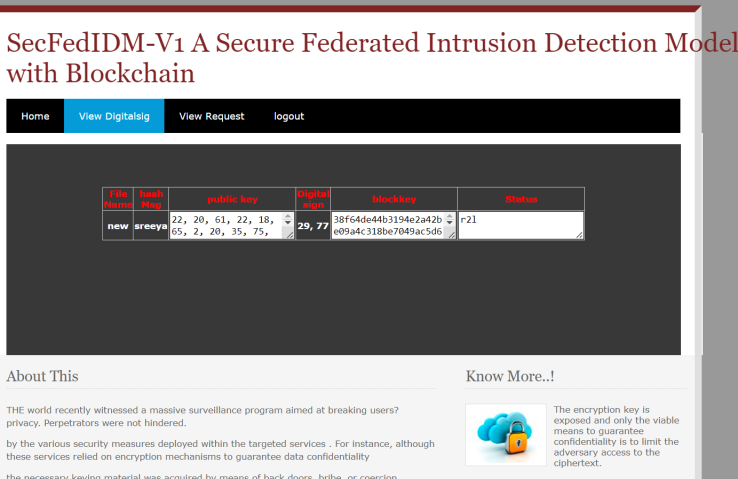 SecFedIDM-V1 A Secure Federated Intrusion Detection Model
with Blockchain
Home View Digitalsig View Request logout
File Name hash Msg public key Digital sign blockkey Status
new sreeya 22, 20, 61, 22, 18, 29, 77 38f64de44b3194e2a42b r2l
65, 2, 20, 35, 75, e09a4c318be7049ac5d6
About This
THE world recently witnessed a massive surveillance program aimed at breaking users?
privacy. Perpetrators were not hindered.
by the various security measures deployed within the targeted services . For instance, although
these services relied on encryption mechanisms to guarantee data confidentiality
the necessary keying material was acquired by means of back doors, bribe, or coercion.
Know More..!
The encryption key is
exposed and only the viable
means to guarantee
confidentiality is to limit the
adversary access to the
ciphertext.